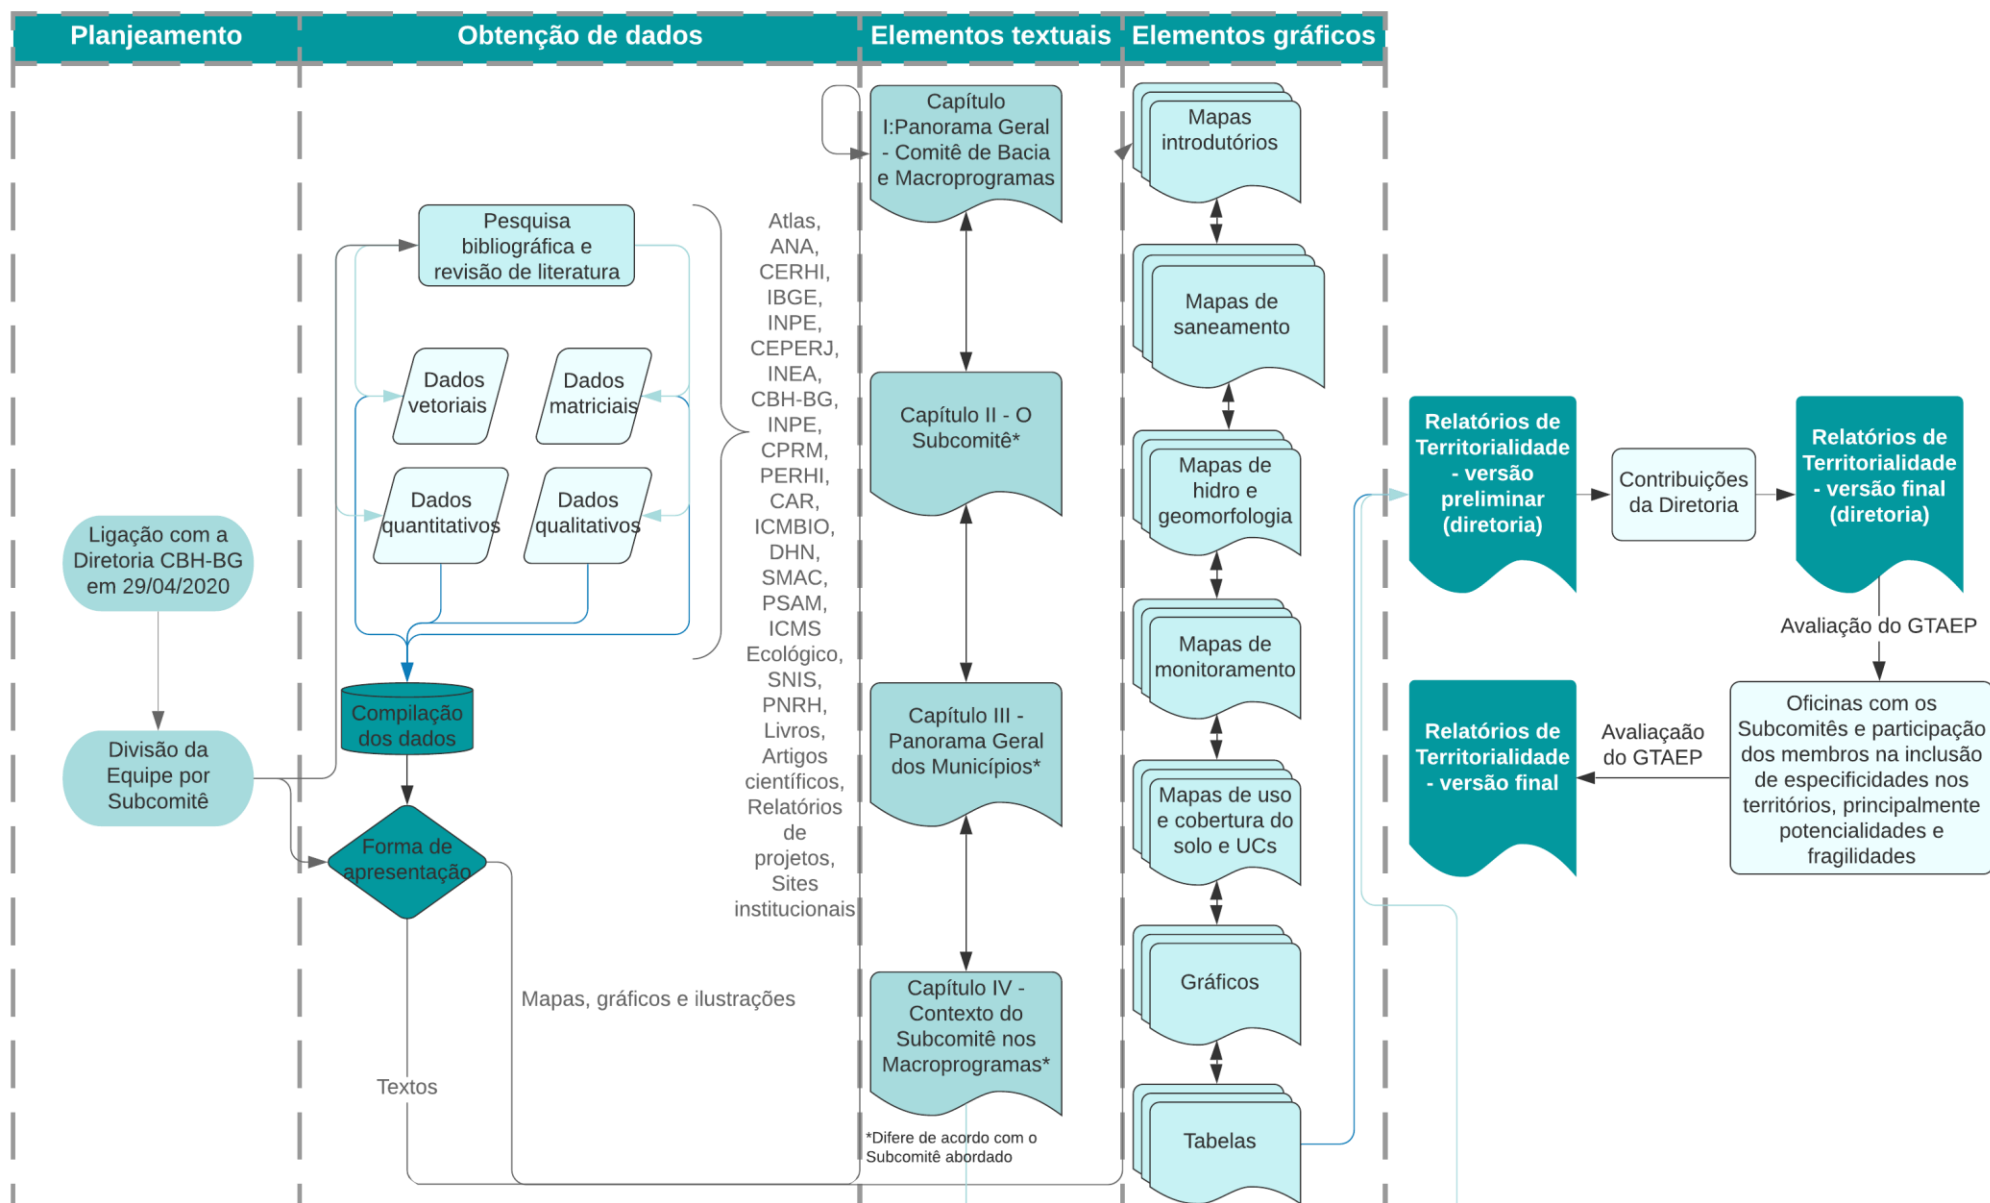 Planjeamento
Obtenção de dados
Elementos textuais
Elementos gráficos
Ligação com a
Diretoria CBH-BG
em 29/04/2020
Divisão da
Equipe por
Subcomitê
Pesquisa
bibliográfica e
revisão de literatura
Dados
vetoriais
Dados
matriciais
Dados
quantitativos
Dados
qualitativos
Compilação
dos dados
Forma de
apresentação
Textos
Mapas, gráficos e ilustrações
Atlas,
ANA,
CERHI,
IBGE,
INPE,
CEPERJ,
INEA,
CBH-BG,
INPE,
CPRM,
PERHI,
CAR,
ICMBIO,
DHN,
SMAC,
PSAM,
ICMS
Ecológico,
SNIS,
PNRH,
Livros,
Artigos
científicos,
Relatórios
de
projetos,
Sites
institucionais
Capítulo
I:Panorama Geral
- Comitê de Bacia
e Macroprogramas
Capítulo II - O
Subcomitê*
Capítulo III -
Panorama Geral
dos Municípios*
Capítulo IV -
Contexto do
Subcomitê nos
Macroprogramas*
*Difere de acordo com o
Subcomitê abordado
Mapas
introdutórios
Mapas de
saneamento
Mapas de
hidro e
geomorfologia
Mapas de
monitoramento
Mapas de uso
e cobertura do
solo e UCs
Gráficos
Tabelas
Relatórios de
Territorialidade
- versão
preliminar
(diretoria)
Contribuições
da Diretoria
Relatórios de
Territorialidade
- versão final
(diretoria)
Avaliação do GTAEP
Oficinas com os
Subcomitês e participação
dos membros na inclusão
de especificidades nos
territórios, principalmente
potencialidades e
fragilidades
Avaliaçaão
do GTAEP
Relatórios de
Territorialidade
- versão final